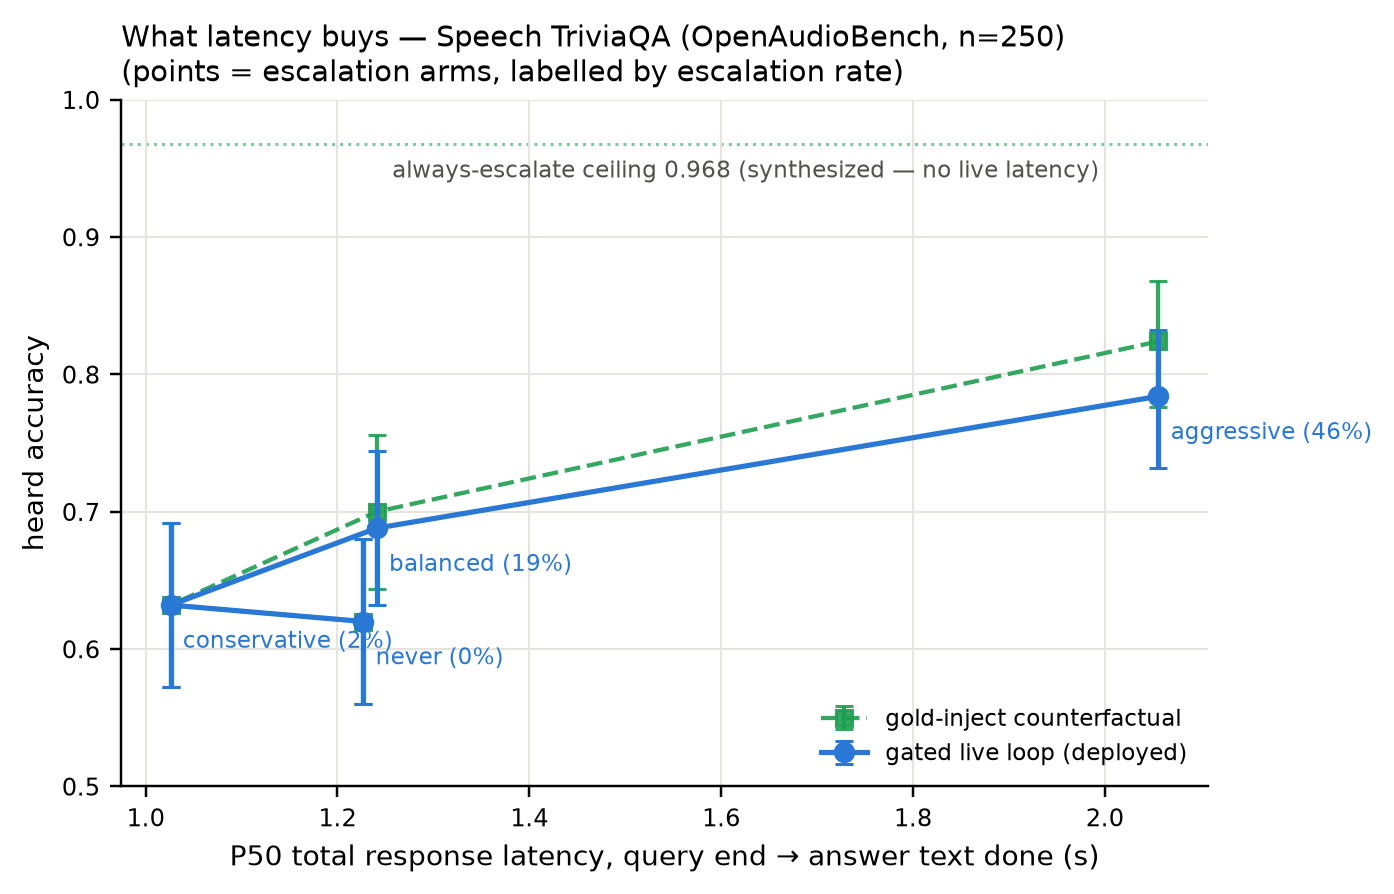 What latency buys — Speech TriviaQA (OpenAudioBench, n=250)
(points = escalation arms, labelled by escalation rate)
1.0
always-escalate ceiling 0.968 (synthesized — no live latency)
0.9
0.8
aggressive (46%)
0.7
balanced (19%)
conservative (2%)
never (0%)
0.6
heard accuracy
gold-inject counterfactual
gated live loop (deployed)
0.5
1.0 1.2 1.4 1.6 1.8 2.0
P50 total response latency, query end → answer text done (s)